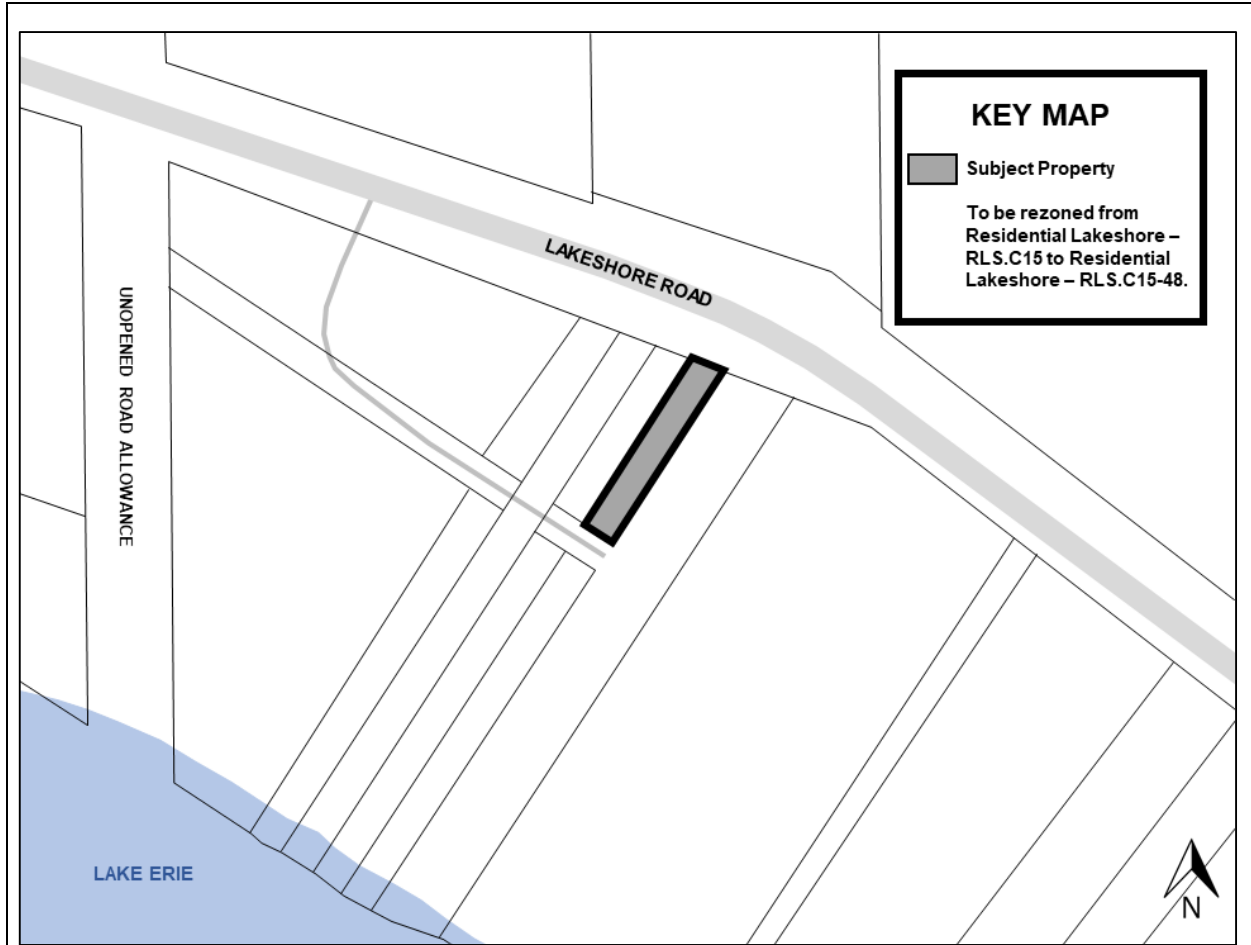 KEY MAP
Subject Property
To be rezoned from
Residential Lakeshore –
RLS.C15 to Residential
Lakeshore – RLS.C15-48.
LAKESHORE ROAD
UNOPENED ROAD ALLOWANCE
LAKE ERIE
N